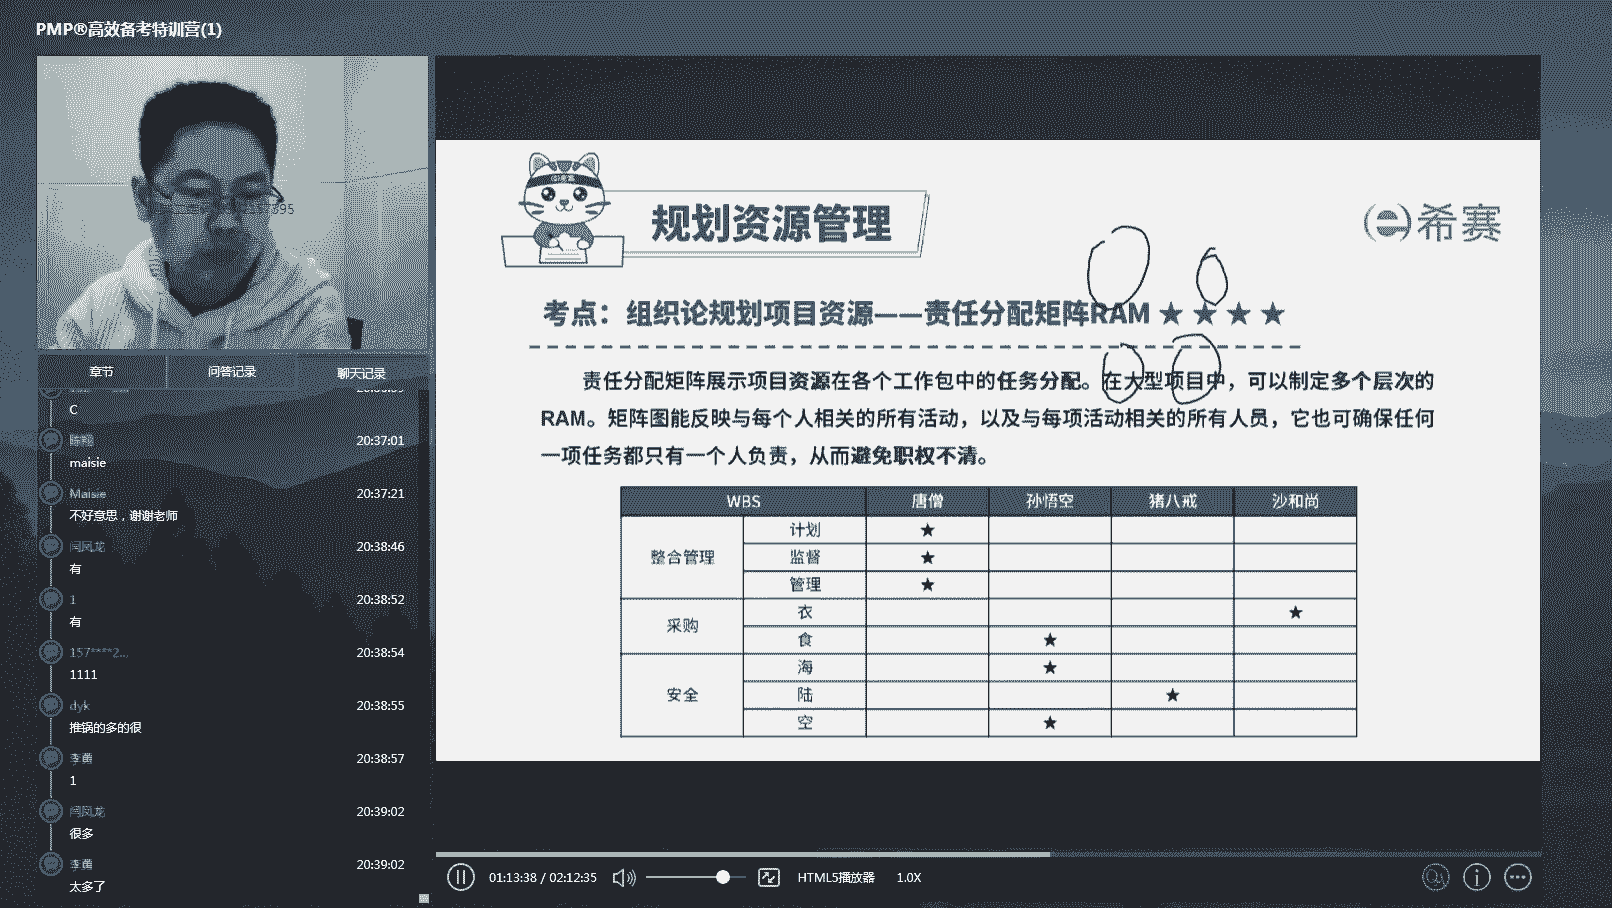 PMP®高效备考特训营(1)
章节
问答记录
聊天记录
C
陈翔
20:37:01
maisie
Maisie
20:37:21
不好意思，谢谢老师
闫凤龙
20:38:46
有
1
20:38:52
有
157****2...
20:38:54
1111
dyk
20:38:55
推锅的多的很
李茵
20:38:57
1
闫凤龙
20:39:02
很多
李茵
20:39:02
太多了
规划资源管理
希赛
考点：组织论规划项目资源——责任分配矩阵RAM ★ ★ ★ ★
责任分配矩阵展示项目资源在各个工作包中的任务分配。在大型项目中，可以制定多个层次的
RAM。矩阵图能反映与每个人相关的所有活动，以及与每项活动相关的所有人员，它也可确保任何
一项任务都只有一个人负责，从而避免职权不清。
WBS 唐僧 孙悟空 猪八戒 沙和尚
整合管理 计划 ★
监督 ★
管理 ★
采购 衣 ★
食 ★
安全 海 ★
陆 ★
空 ★
01:13:38 / 02:12:35 HTML5播放器 1.0X